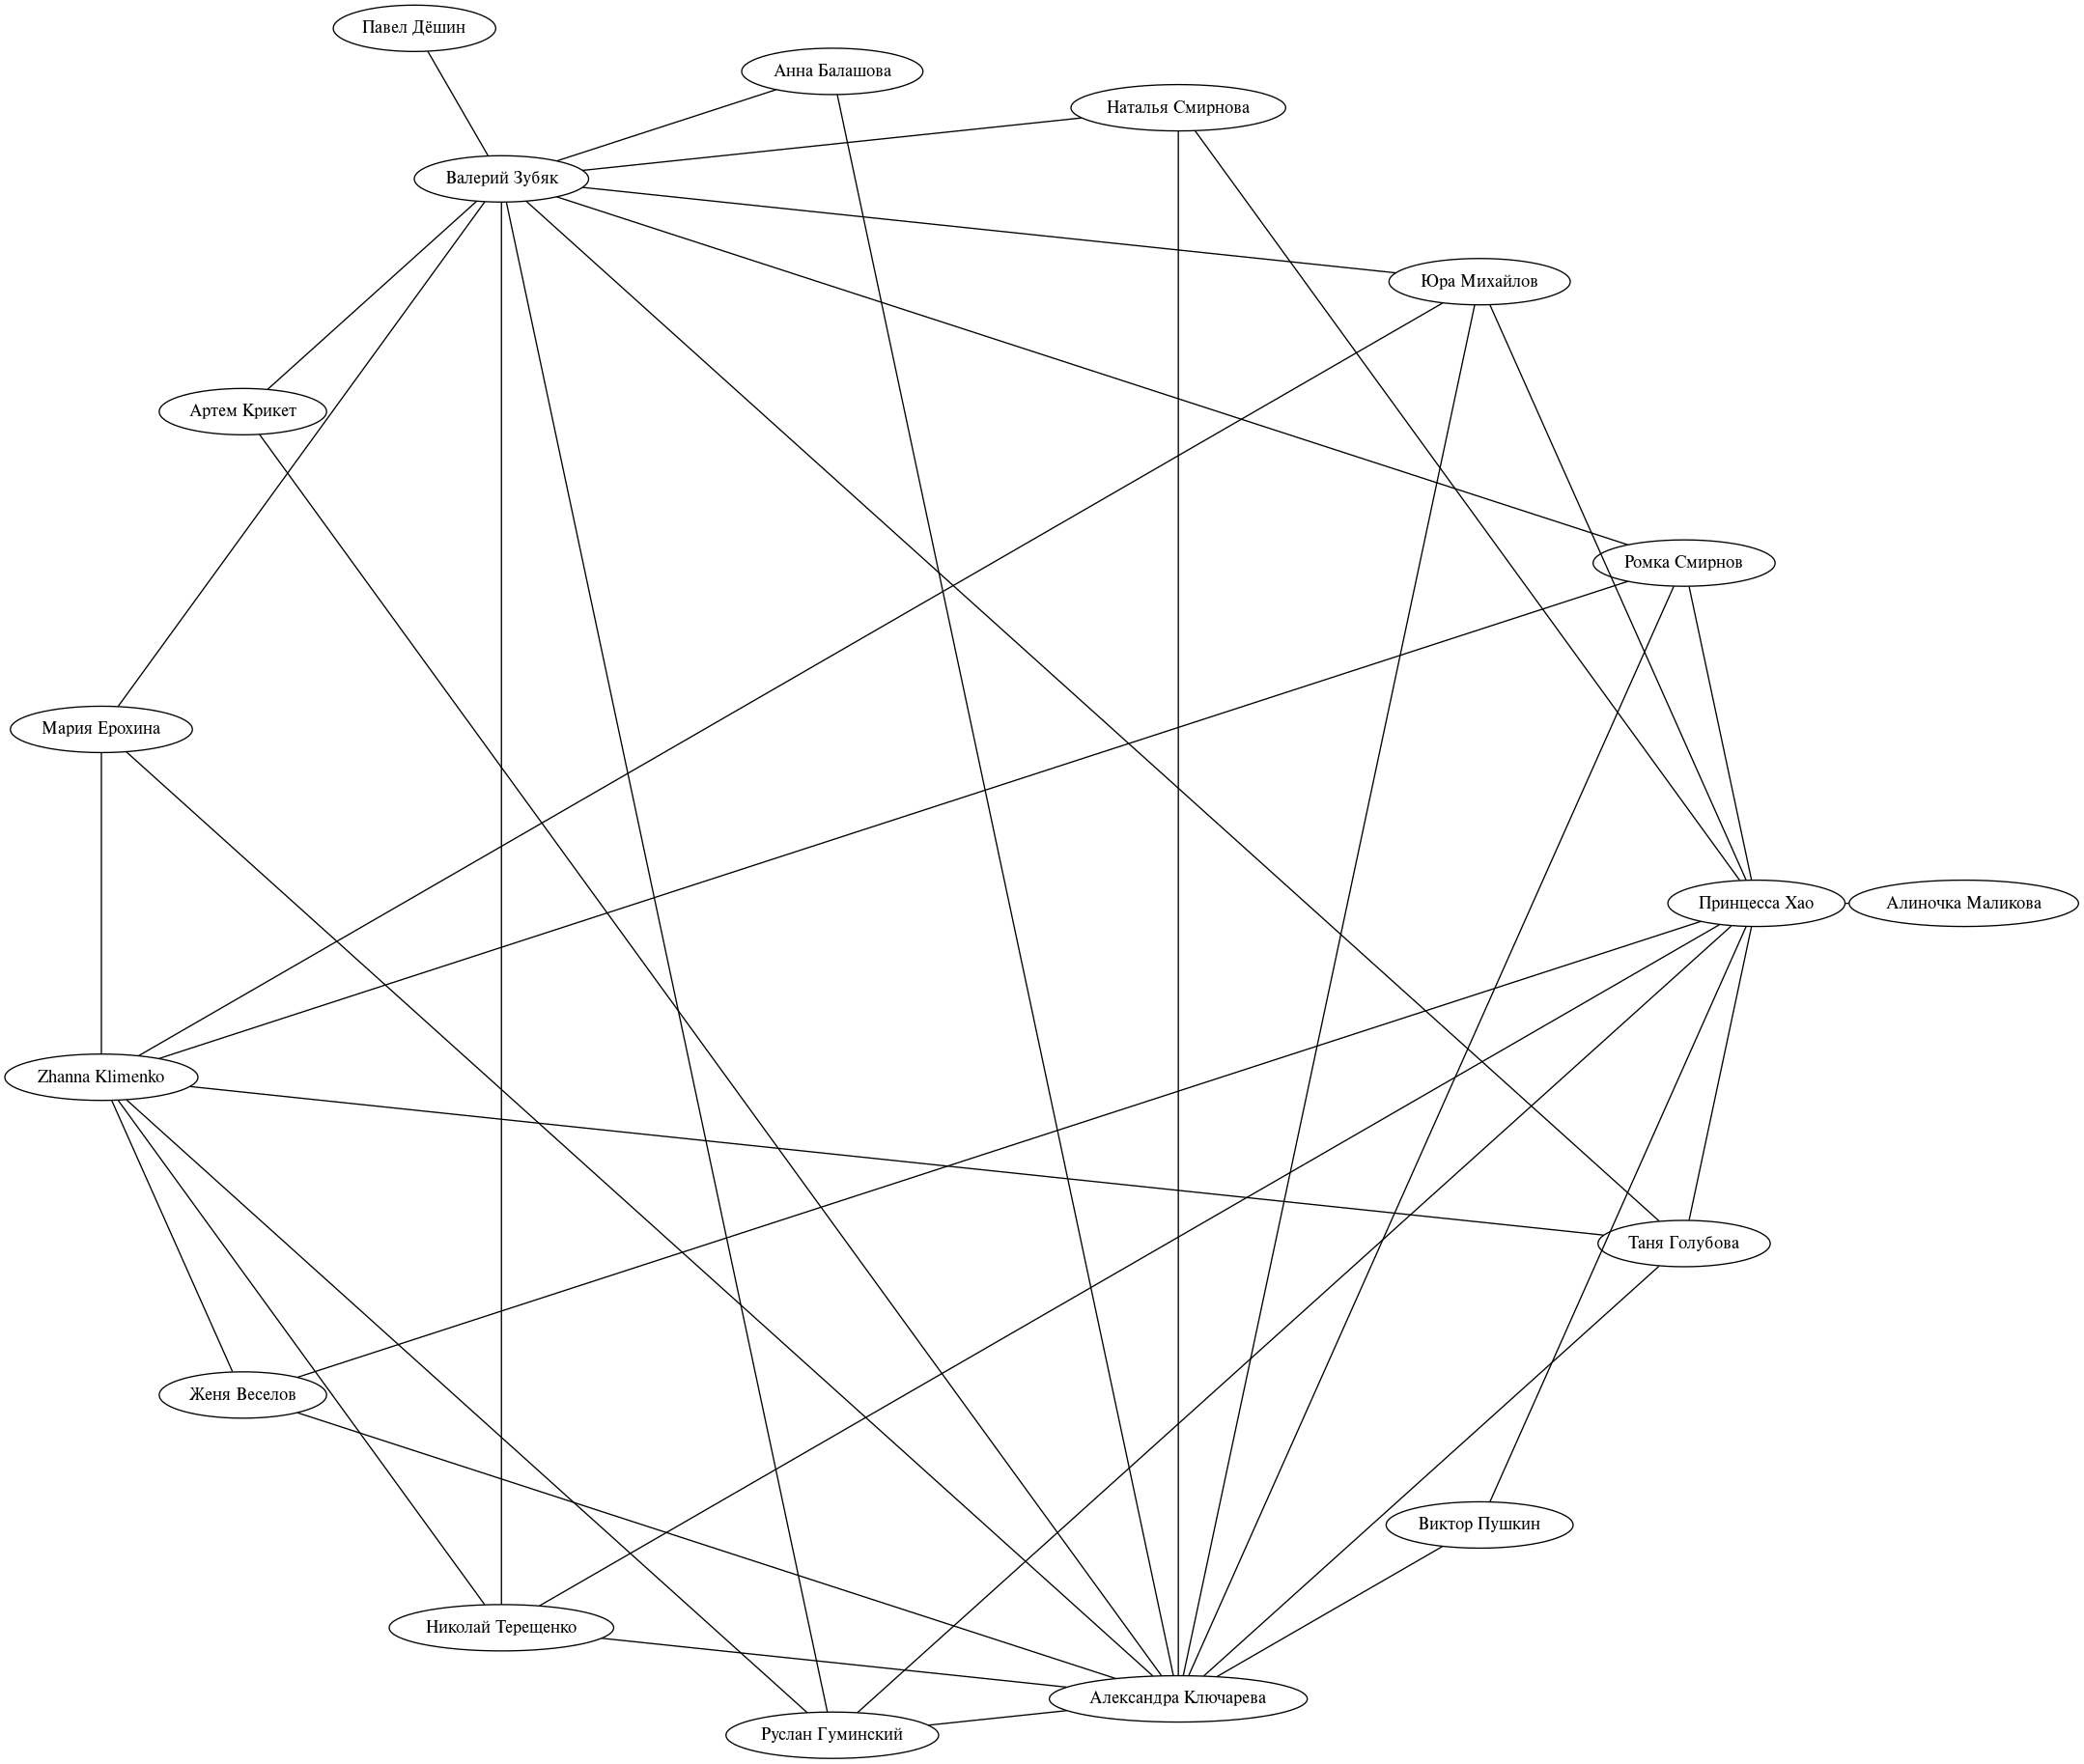 Павел Дёшин
Анна Балашова
Наталья Смирнова
Валерий Зубяк
Юра Михайлов
Артем Крикет
Ромка Смирнов
Мария Ерохина
Принцесса Хао
Алиночка Маликова
Zhanna Klimenko
Таня Голубова
Женя Веселов
Виктор Пушкин
Николай Терещенко
Александра Ключарева
Руслан Гуминский